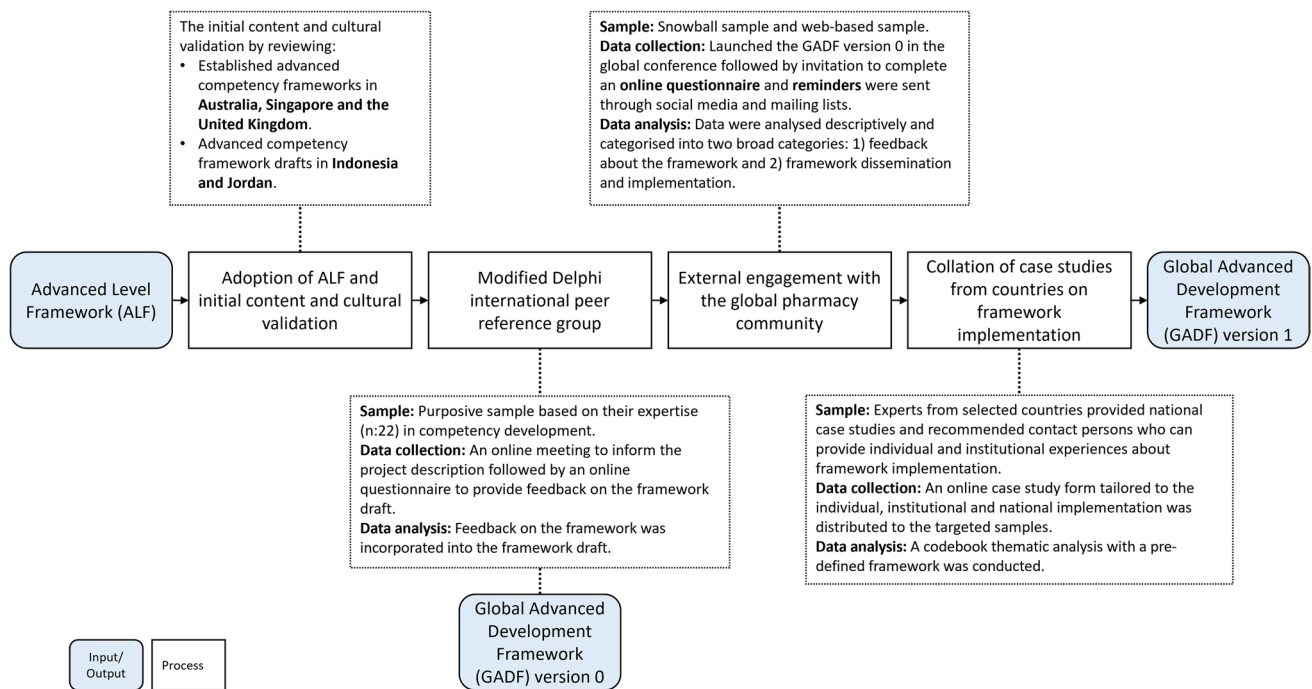 The initial content and cultural
validation by reviewing:
• Established advanced
competency frameworks in
Australia, Singapore and the
United Kingdom.
• Advanced competency
framework drafts in Indonesia
and Jordan.
Sample: Snowball sample and web-based sample.
Data collection: Launched the GADF version 0 in the
global conference followed by invitation to complete
an online questionnaire and reminders were sent
through social media and mailing lists.
Data analysis: Data were analysed descriptively and
categorised into two broad categories: 1) feedback
about the framework and 2) framework dissemination
and implementation.
Advanced Level
Framework (ALF)
Adoption of ALF and
initial content and cultural
validation
Modified Delphi
international peer
reference group
External engagement with
the global pharmacy
community
Collation of case studies
from countries on
framework
implementation
Global Advanced
Development
Framework
(GADF) version 1
Sample: Purposive sample based on their expertise
(n:22) in competency development.
Data collection: An online meeting to inform the
project description followed by an online
questionnaire to provide feedback on the framework
draft.
Data analysis: Feedback on the framework was
incorporated into the framework draft.
Sample: Experts from selected countries provided national
case studies and recommended contact persons who can
provide individual and institutional experiences about
framework implementation.
Data collection: An online case study form tailored to the
individual, institutional and national implementation was
distributed to the targeted samples.
Data analysis: A codebook thematic analysis with a pre-
defined framework was conducted.
Global Advanced
Development
Framework
(GADF) version 0
Input/
Output
Process